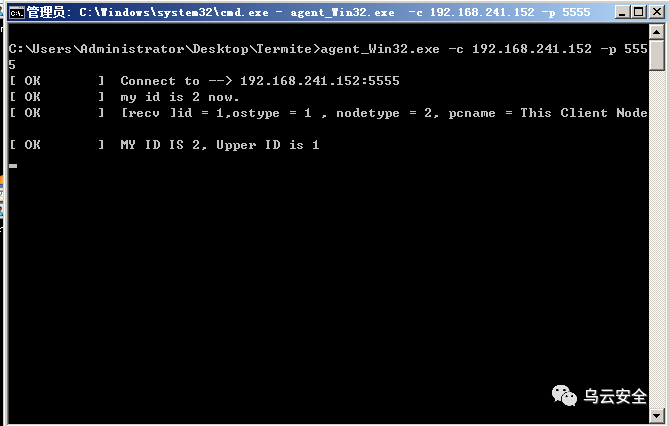 管理员: C:\Windows\system32\cmd.exe - agent_Win32.exe -c 192.168.241.152 -p 5555
C:\Users\Administrator\Desktop\Termite>agent_Win32.exe -c 192.168.241.152 -p 555
5
[ OK       ]  Connect to --> 192.168.241.152:5555
[ OK       ]  my id is 2 now.
[ OK       ]  [recv ]id = 1,ostype = 1 , nodetype = 2, pcname = This Client Node
[ OK       ]  MY ID IS 2, Upper ID is 1
乌云安全